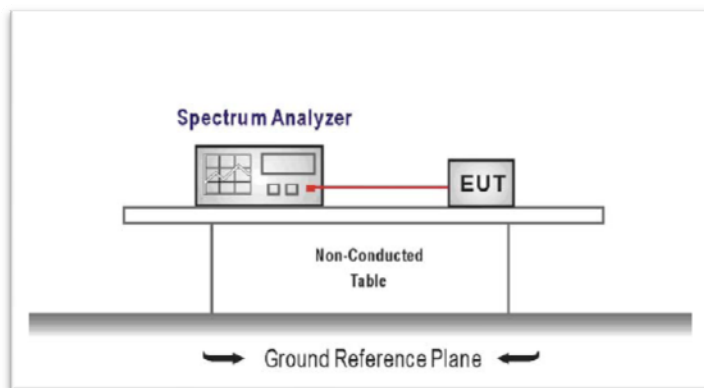 Spectrum Analyzer
EUT
Non-Conducted
Table
Ground Reference Plane